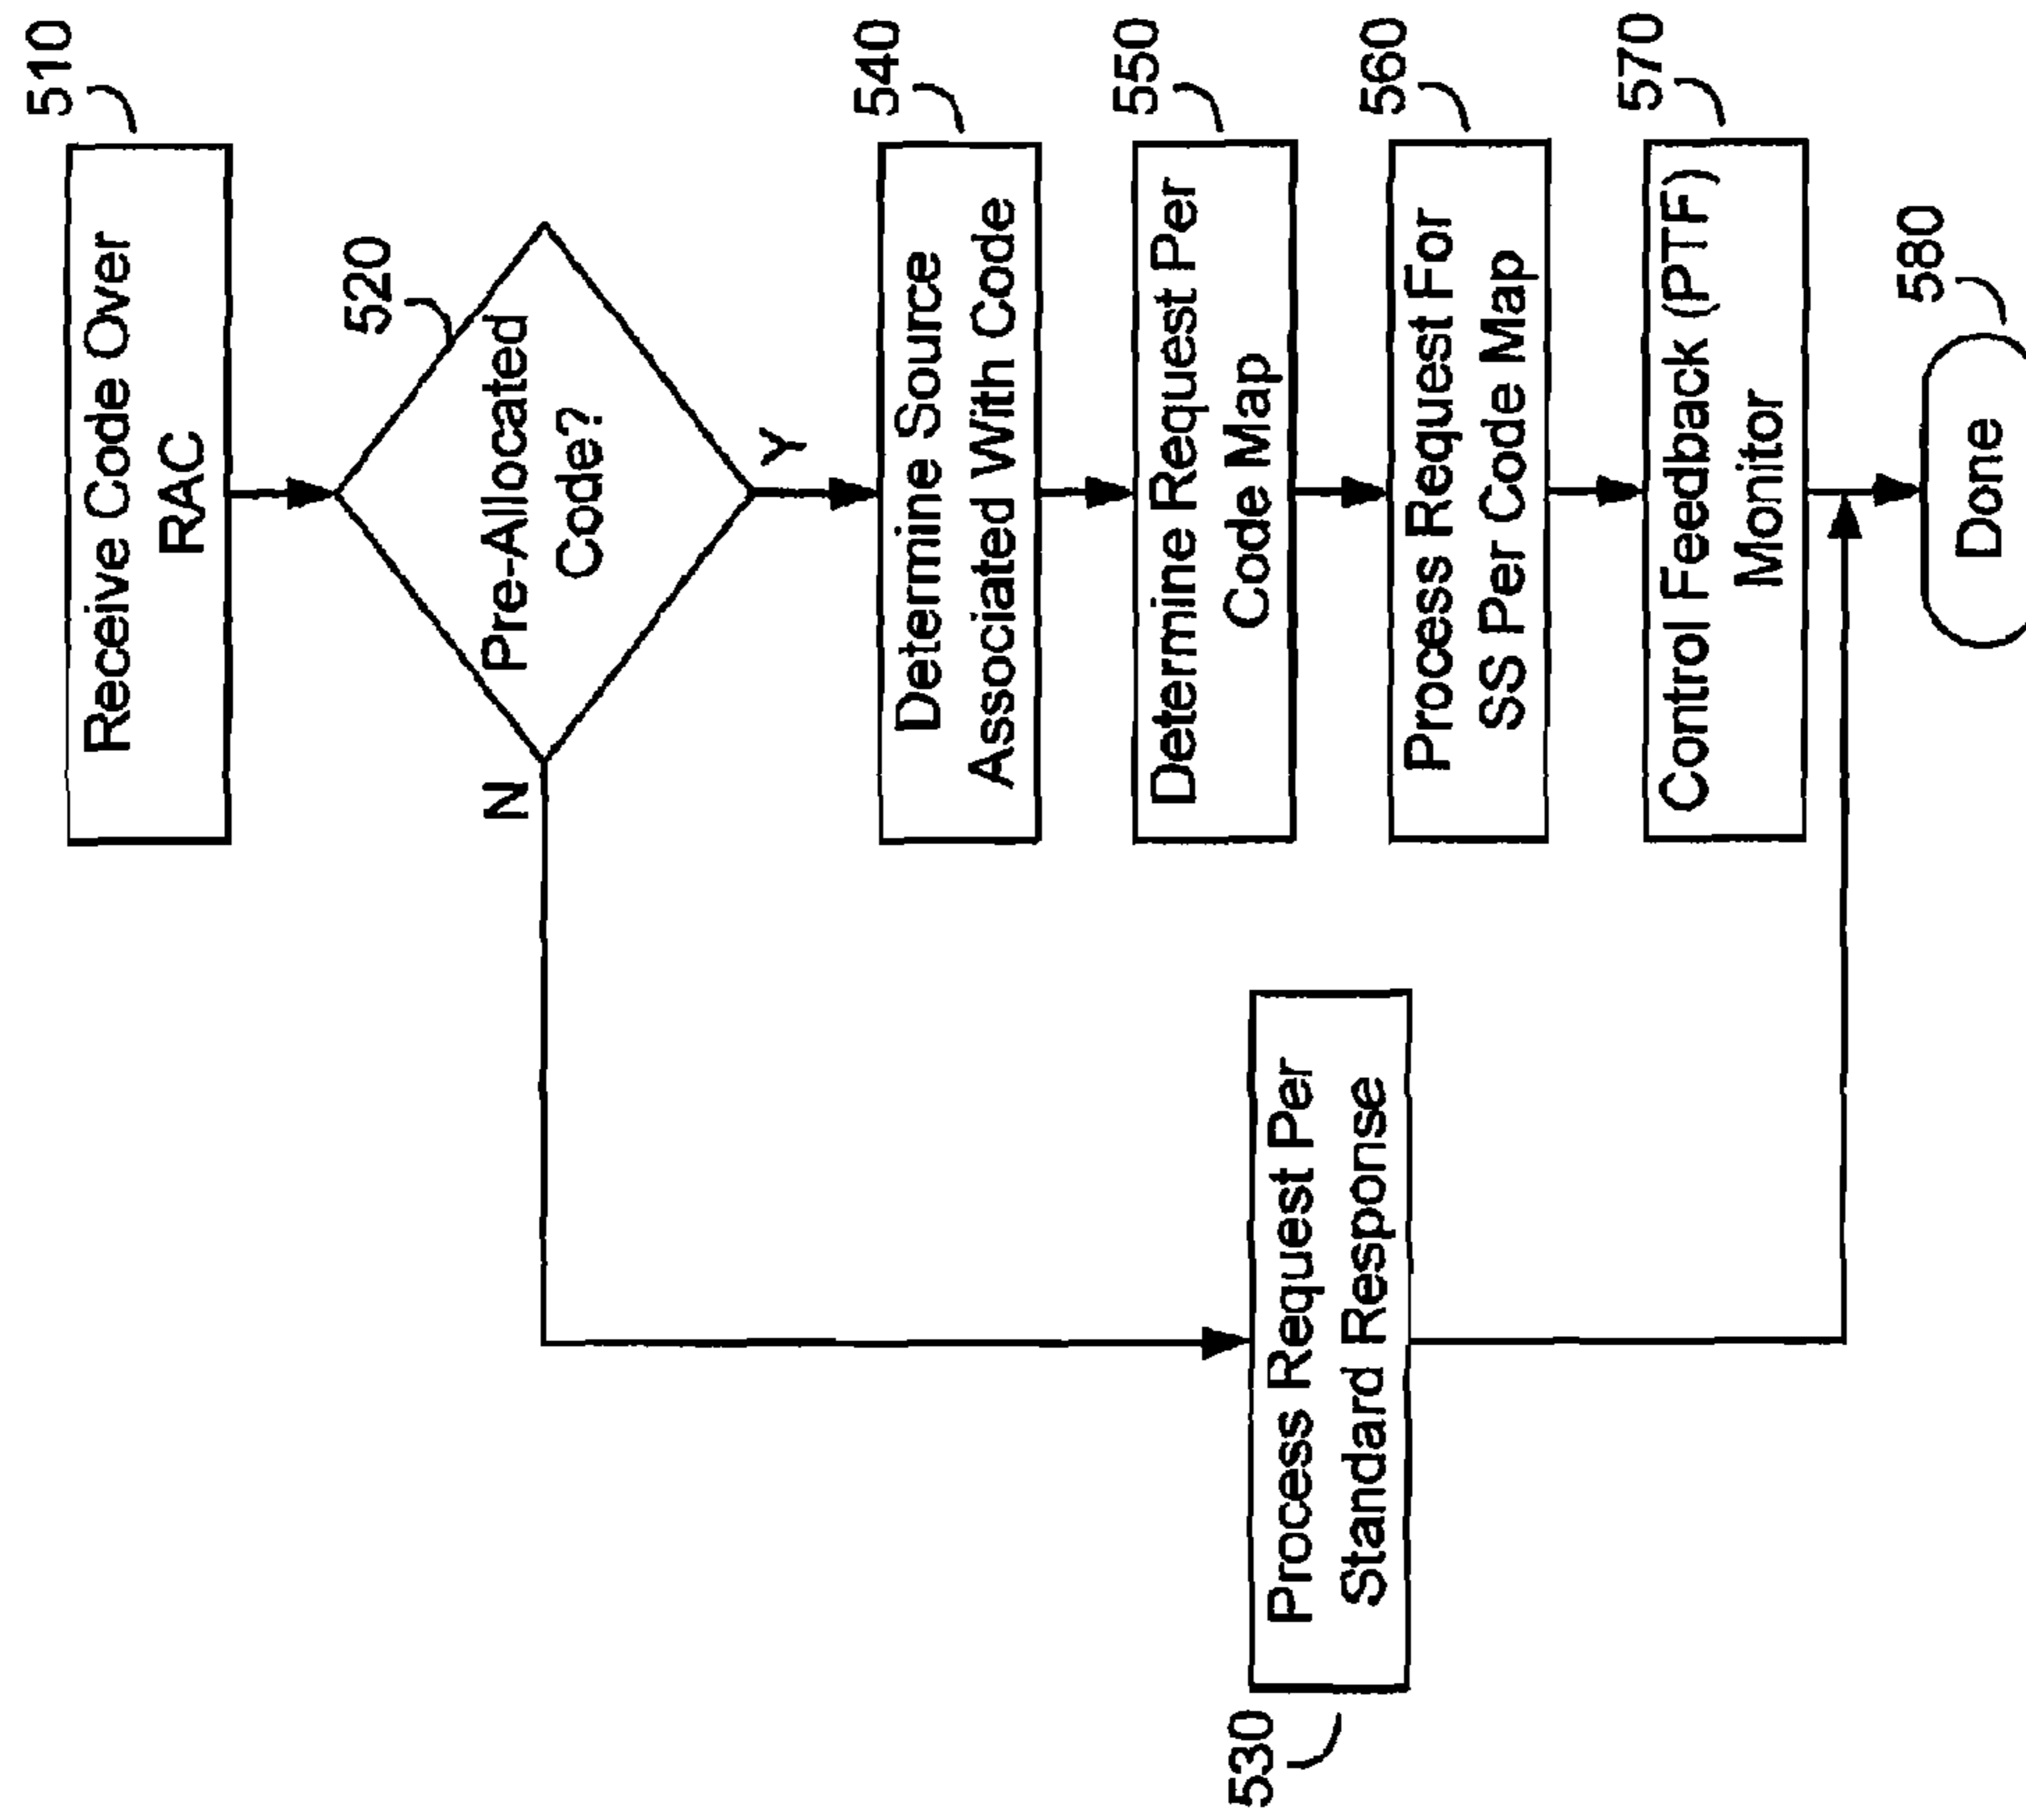 510
Receive Code Over
RAC
520
Pre-Allocated
Code?
N
Y
540
Determine Source
Associated With Code
550
Determine Request Per
Code Map
530
Process Request Per
Standard Response
560
Process Request For
SS Per Code Map
570
Control Feedback (PTF)
Monitor
580
Done